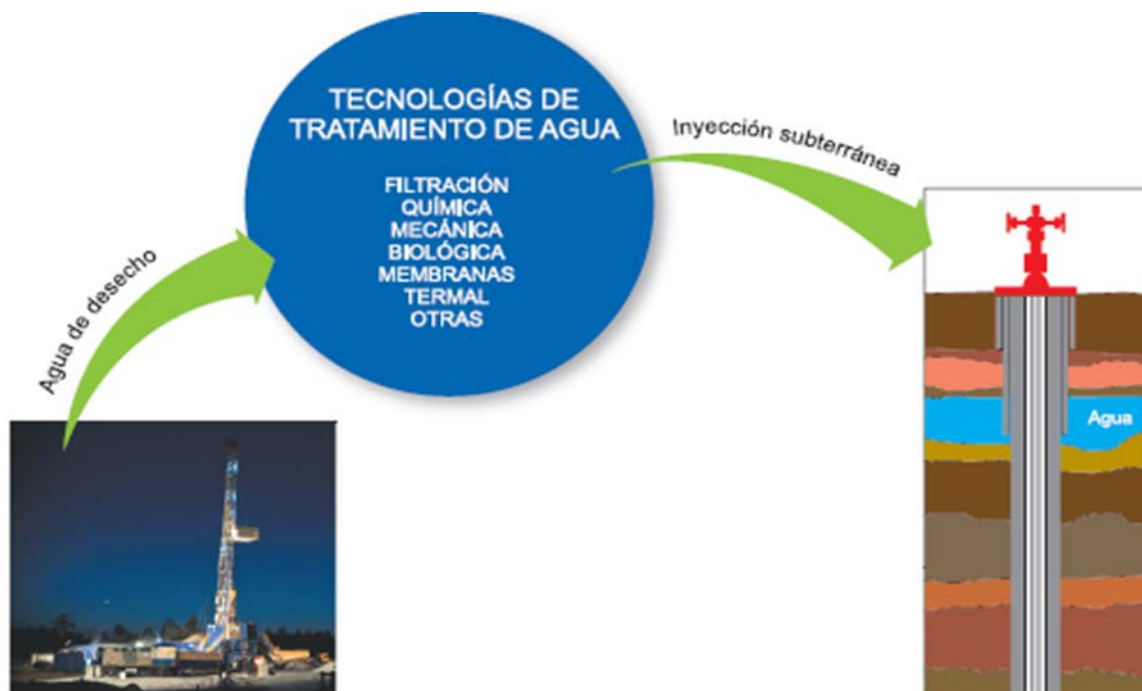 TECNOLOGÍAS DE
TRATAMIENTO DE AGUA
FILTRACIÓN
QUÍMICA
MECÁNICA
BIOLÓGICA
MEMBRANAS
TERMAL
OTRAS
Inyección subterránea
Agua de desecho
Agua